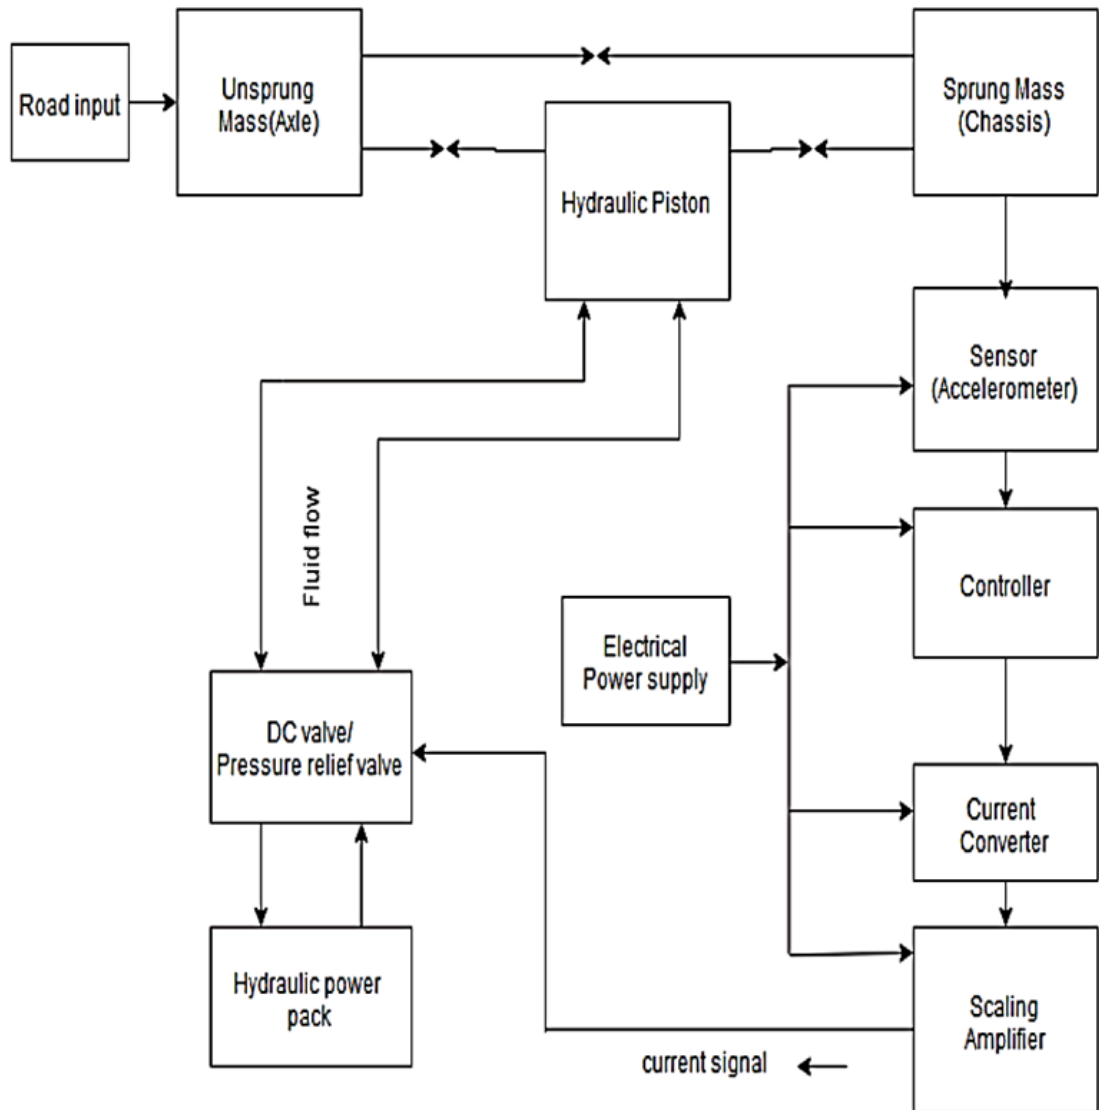 Road input
Unsprung
Mass(Axle)
Sprung Mass
(Chassis)
Hydraulic Piston
Sensor
(Accelerometer)
Fluid flow
Controller
Electrical
Power supply
DC valve/
Pressure relief valve
Current
Converter
Hydraulic power
pack
Scaling
Amplifier
current signal